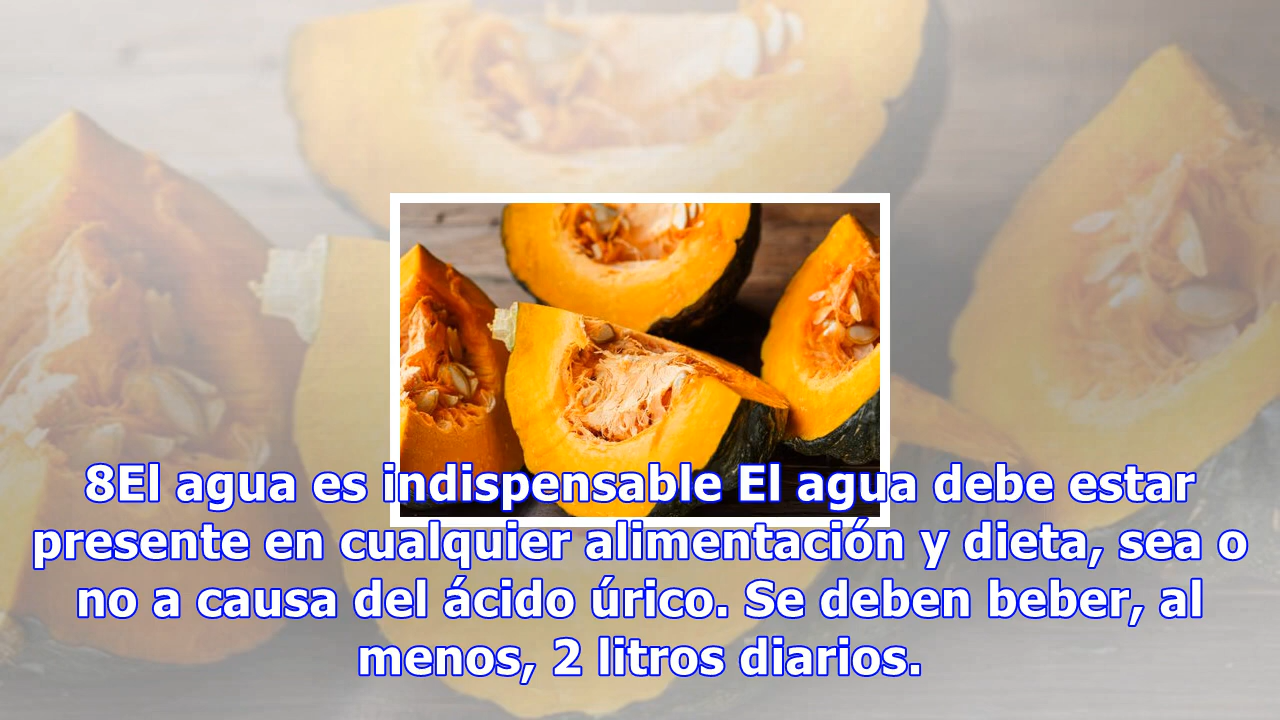 8El agua es indispensable El agua debe estar
presente en cualquier alimentación y dieta, sea o
no a causa del ácido úrico. Se deben beber, al
menos, 2 litros diarios.